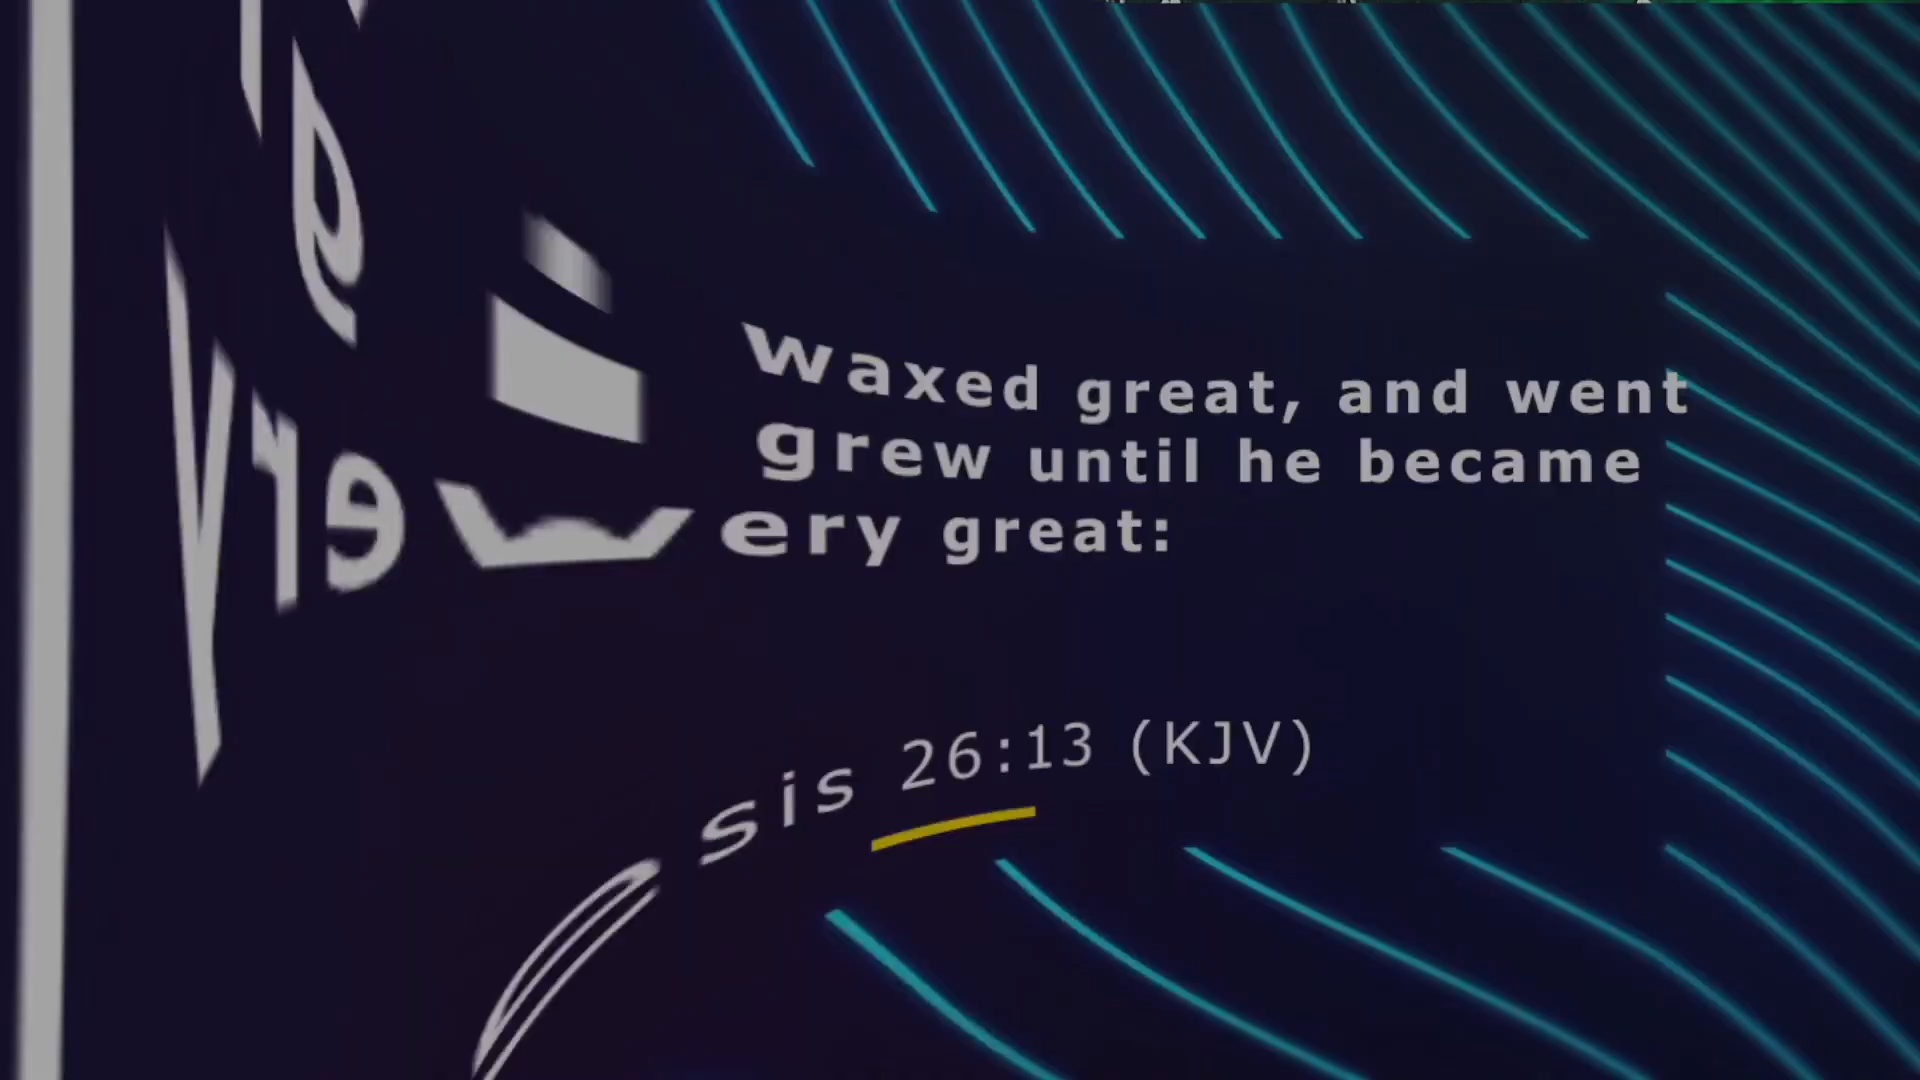 waxed great, and went
grew until he became
ery great:
sis 26:13 (KJV)